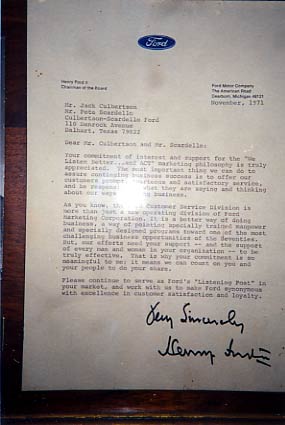 Ford
Henry Ford II
Chairman of the Board
Ford Motor Company
The American Road
Dearborn, Michigan 48121
November, 1971
Mr. Jack Culbertson
Mr. Pete Scardello
Culbertson-Scardello Ford
110 Denrock Avenue
Dalhart, Texas 79022
Dear Mr. Culbertson and Mr. Scardello:
Your commitment of interest and support for the "We
Listen Better...and ACT" marketing philosophy is truly
appreciated. The most important thing we can do to
assure continuing business success is to offer our
customers prompt, courteous and satisfactory service,
and be responsive to what they are saying and thinking
about our way of doing business.
As you know, the Ford Customer Service Division is
more than just a new operating division of Ford
Marketing Corporation. It is a better way of doing
business, a way of pointing specially trained manpower
and specially designed programs toward one of the most
challenging business opportunities of the Seventies.
But, our efforts need your support -- and the support
of every man and woman in your organization -- to be
truly effective. That is why your commitment is so
meaningful to me; it means we can count on you and
your people to do your share.
Please continue to serve as Ford's "Listening Post" in
your market, and work with us to make Ford synonymous
with excellence in customer satisfaction and loyalty.
Very Sincerely
Henry Ford II